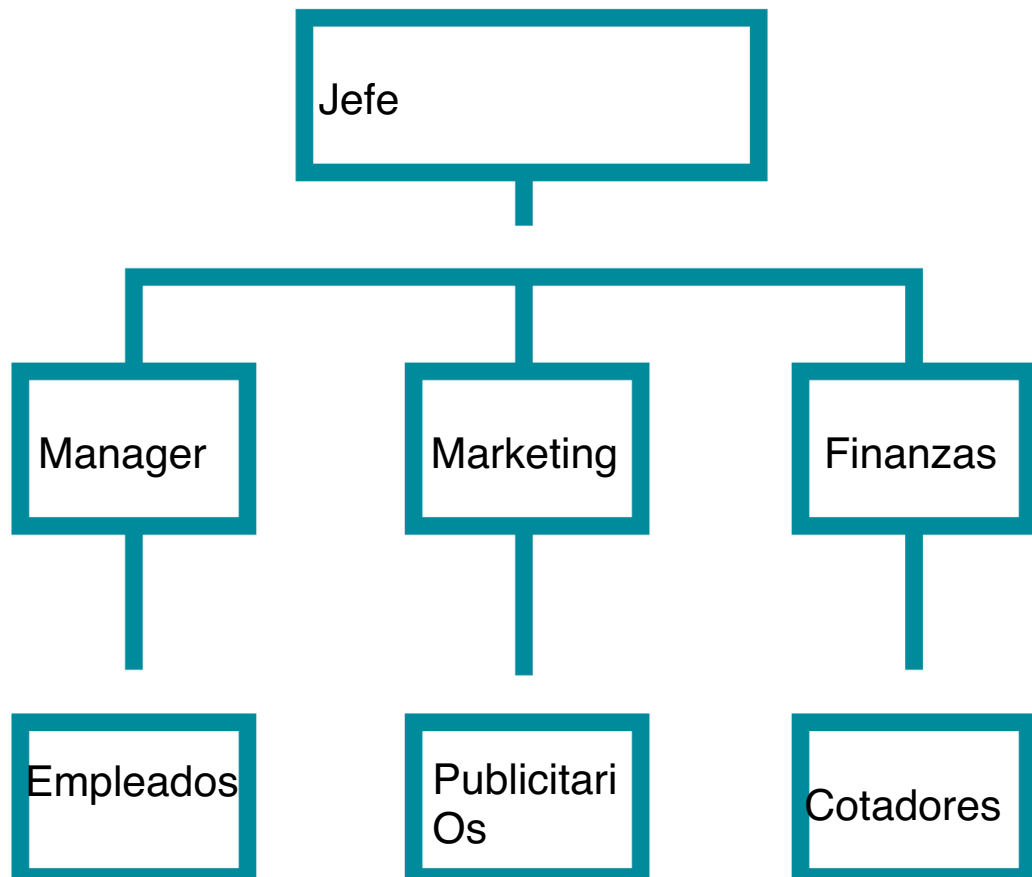 Jefe
Manager
Marketing
Finanzas
Empleados
Publicitari
Os
Cotadores